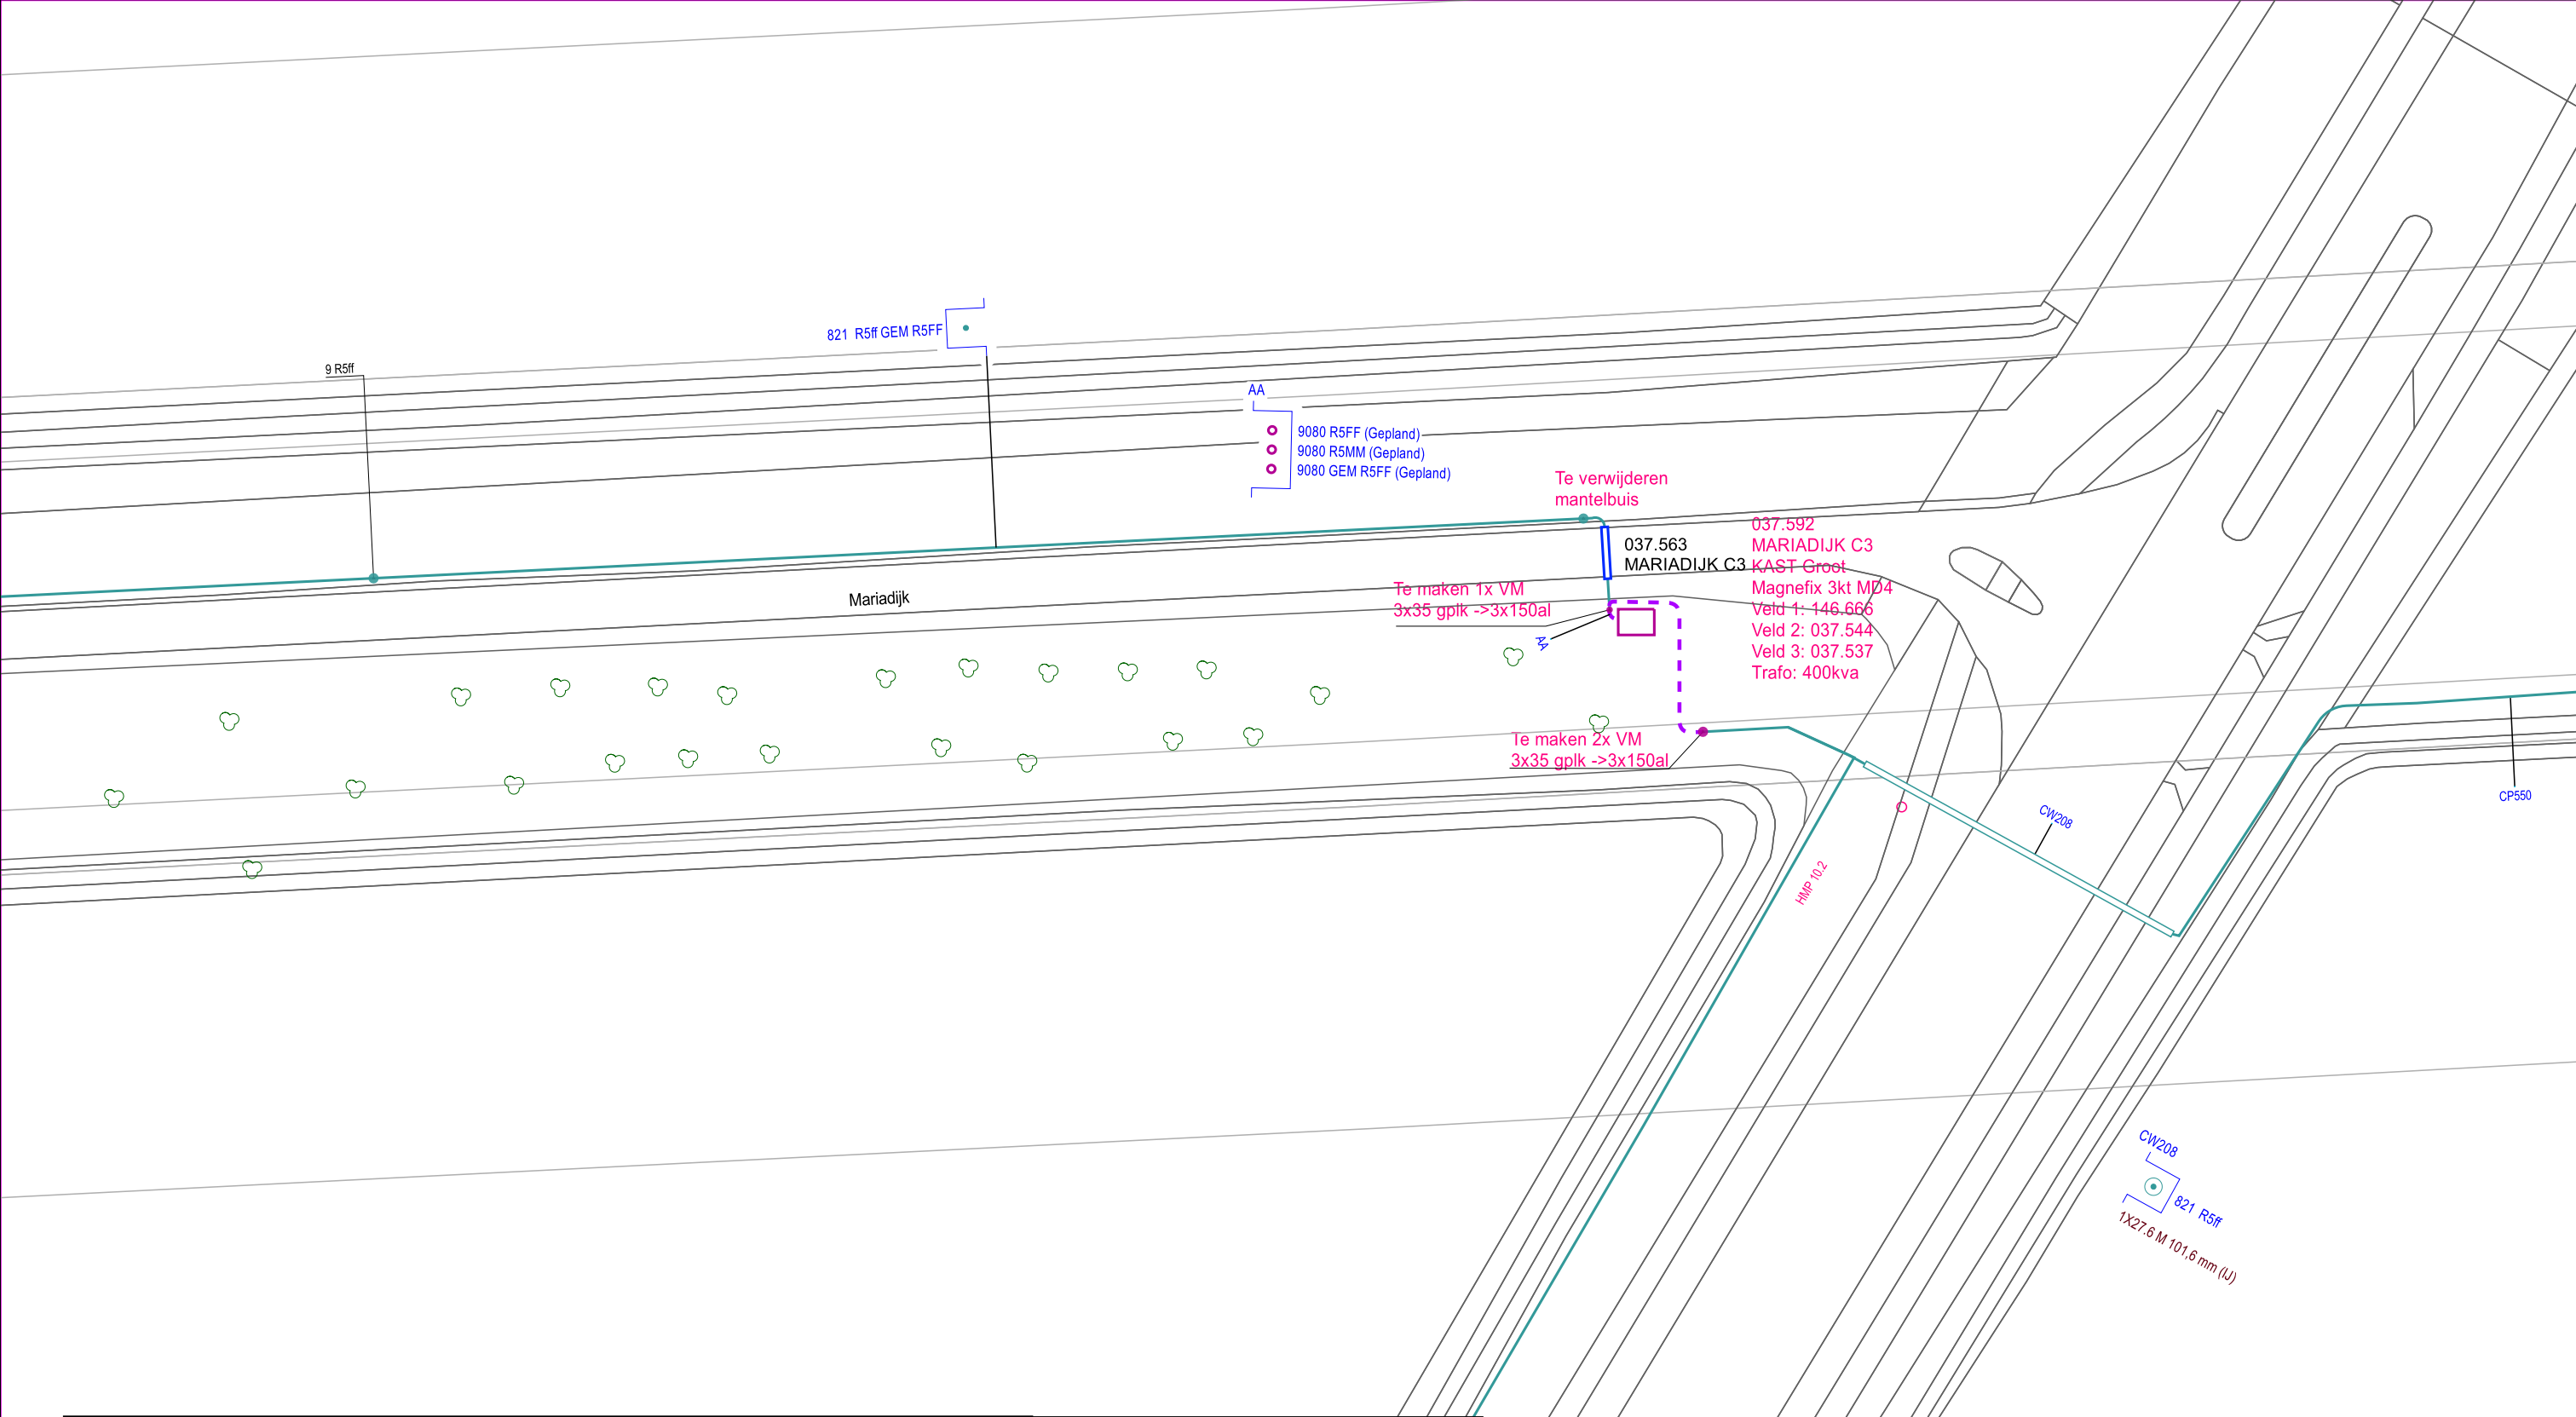 821 R5ff GEM R5FF
9 R5ff
AA
9080 R5FF (Gepland)
9080 R5MM (Gepland)
9080 GEM R5FF (Gepland)
Te verwijderen
mantelbuis
037.563
MARIADIJK C3
037.592
MARIADIJK C3
KAST Groot
Magnefix 3kt MD4
Veld 1: 146.666
Veld 2: 037.544
Veld 3: 037.537
Trafo: 400kva
Te maken 1x VM
3x35 gplk ->3x150al
Mariadijk
AA
Te maken 2x VM
3x35 gplk ->3x150al
CP550
CW208
HMP 10.2
CW208
821 R5ff
1X27.6 M 101,6 mm (IJ)